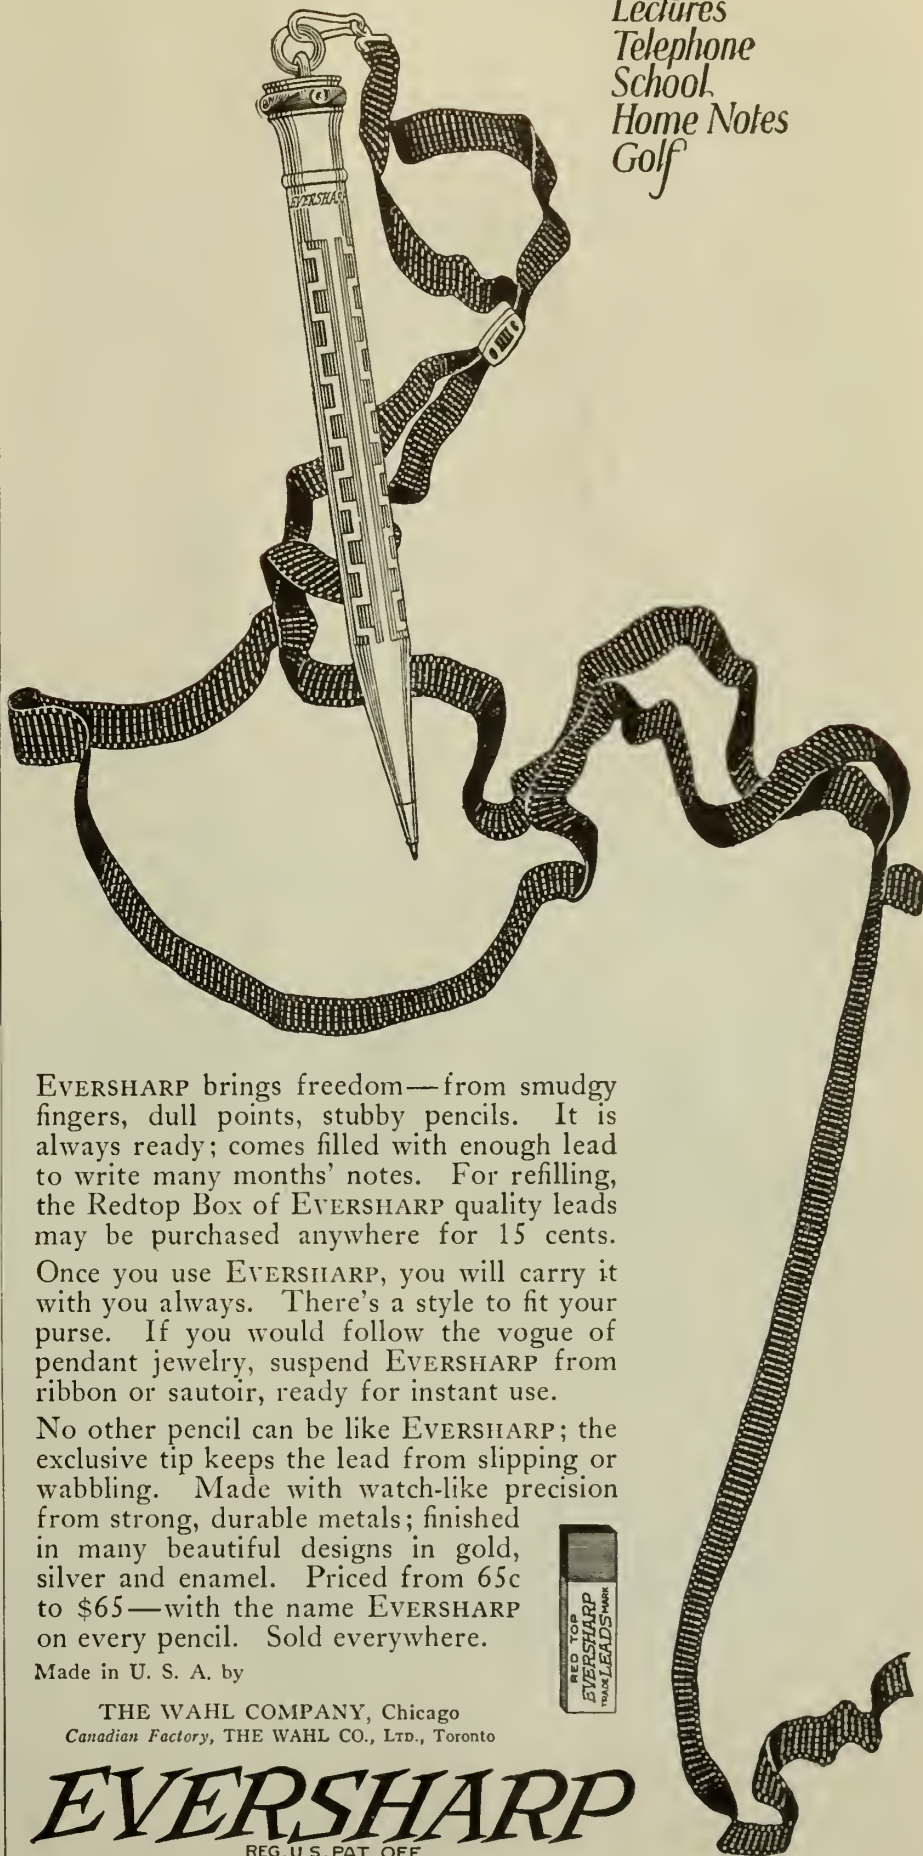 Lectures
Telephone
School
Home Notes
Golf
EVERSHARP
EVERSHARP brings freedom—from smudgy
fingers, dull points, stubby pencils. It is
always ready; comes filled with enough lead
to write many months’ notes. For refilling,
the Redtop Box of EVERSHARP quality leads
may be purchased anywhere for 15 cents.
Once you use EVERSHARP, you will carry it
with you always. There’s a style to fit your
purse. If you would follow the vogue of
pendant jewelry, suspend EVERSHARP from
ribbon or sautoir, ready for instant use.
No other pencil can be like EVERSHARP; the
exclusive tip keeps the lead from slipping or
wabbling. Made with watch-like precision
from strong, durable metals; finished
in many beautiful designs in gold,
silver and enamel. Priced from 65c
to $65—with the name EVERSHARP
on every pencil. Sold everywhere.
RED TOP
EVERSHARP
TRADE LEADS MARK
Made in U. S. A. by
THE WAHL COMPANY, Chicago
Canadian Factory, THE WAHL CO., LTD., Toronto
EVERSHARP
REG. U.S. PAT. OFF